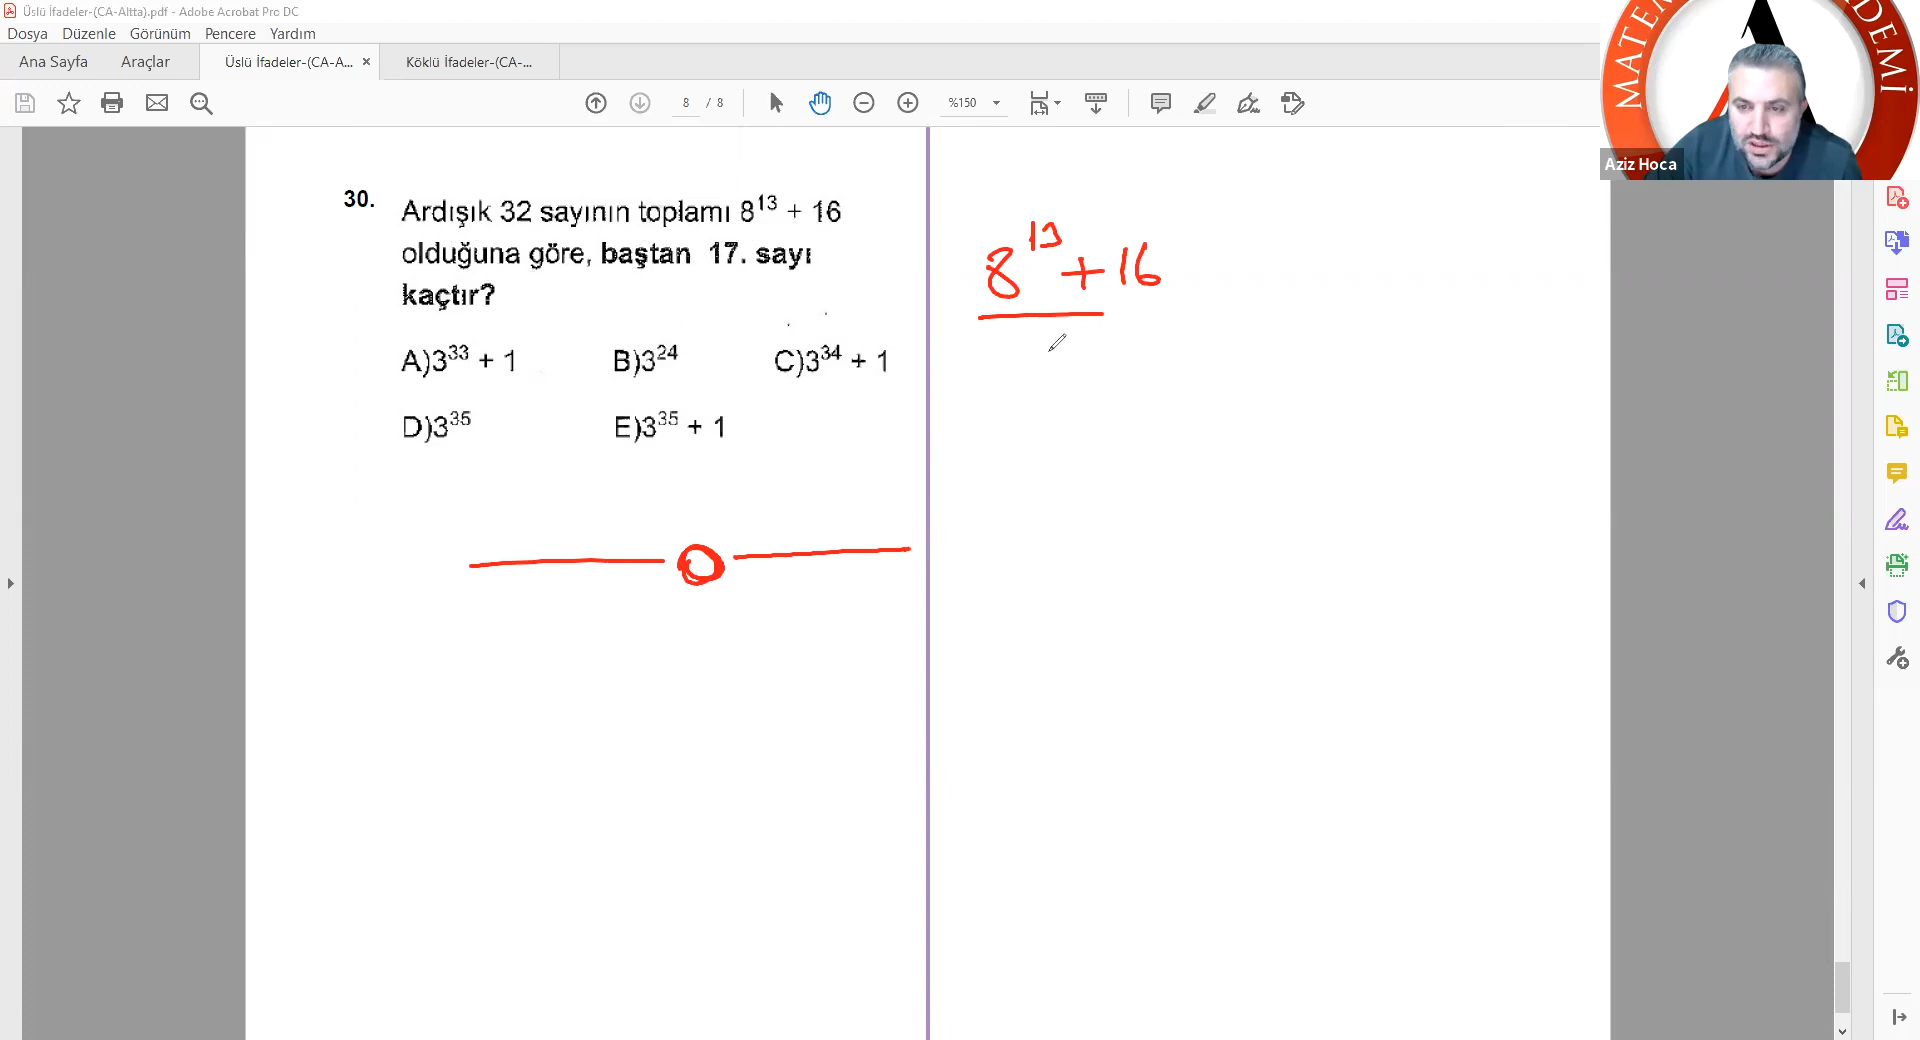 Üslü İfadeler-(CA-Altta).pdf - Adobe Acrobat Pro DC
Dosya Düzenle Görünüm Pencere Yardım
Ana Sayfa Araçlar Üslü İfadeler-(CA-A... × Köklü İfadeler-(CA-...
8 / 8 %150
MATEM
DEMİ
Aziz Hoca
30. Ardışık 32 sayının toplamı 8¹³ + 16
olduğuna göre, baştan 17. sayı
kaçtır?
A)3³³ + 1 B)3²⁴ C)3³⁴ + 1
D)3³⁵ E)3³⁵ + 1
8¹³ + 16